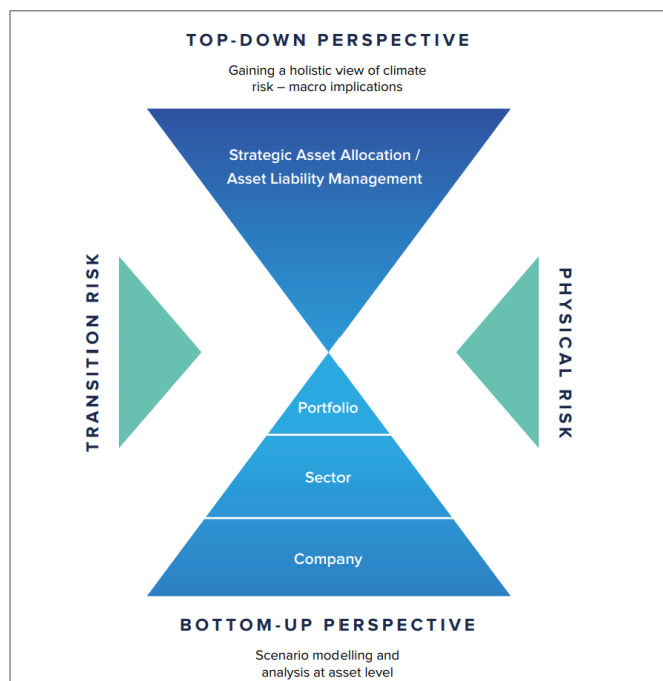 TOP-DOWN PERSPECTIVE
Gaining a holistic view of climate
risk – macro implications
Strategic Asset Allocation /
Asset Liability Management
TRANSITION RISK
PHYSICAL RISK
Portfolio
Sector
Company
BOTTOM-UP PERSPECTIVE
Scenario modelling and
analysis at asset level